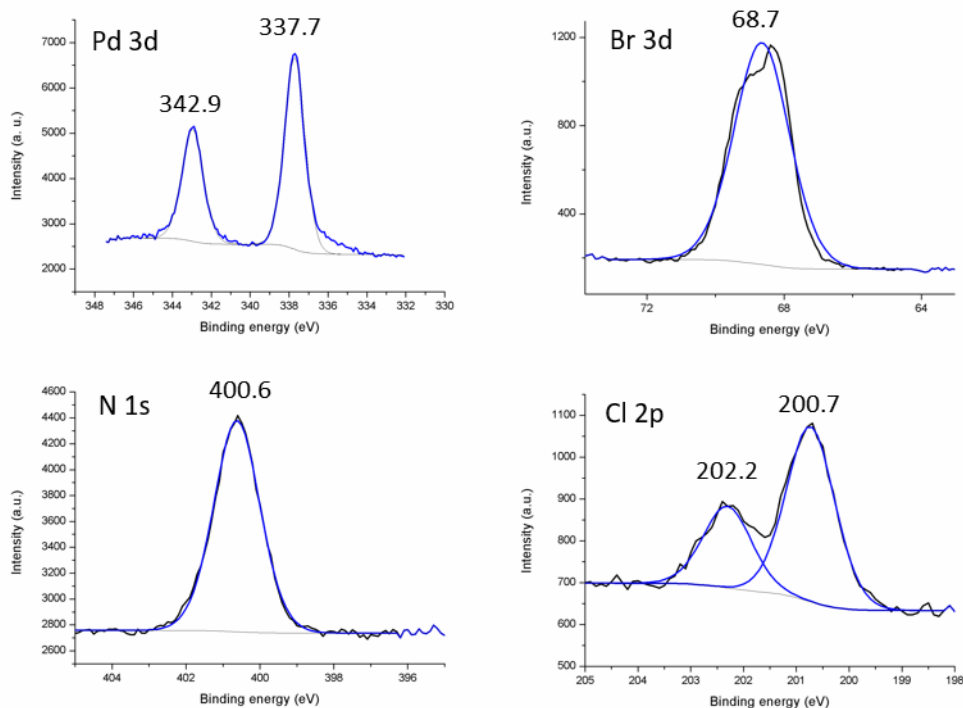 Pd 3d
337.7
342.9
Intensity (a. u.)
7000
6000
5000
4000
3000
2000
348 346 344 342 340 338 336 334 332 330
Binding energy (eV)
Br 3d
68.7
Intensity (a.u.)
1200
800
400
72 68 64
Binding energy (eV)
N 1s
400.6
Intensity (a.u.)
4600
4400
4200
4000
3800
3600
3400
3200
3000
2800
2600
404 402 400 398 396
Binding energy (eV)
Cl 2p
200.7
202.2
Intensity (a.u.)
1100
1000
900
800
700
600
500
205 204 203 202 201 200 199 198
Binding energy (eV)